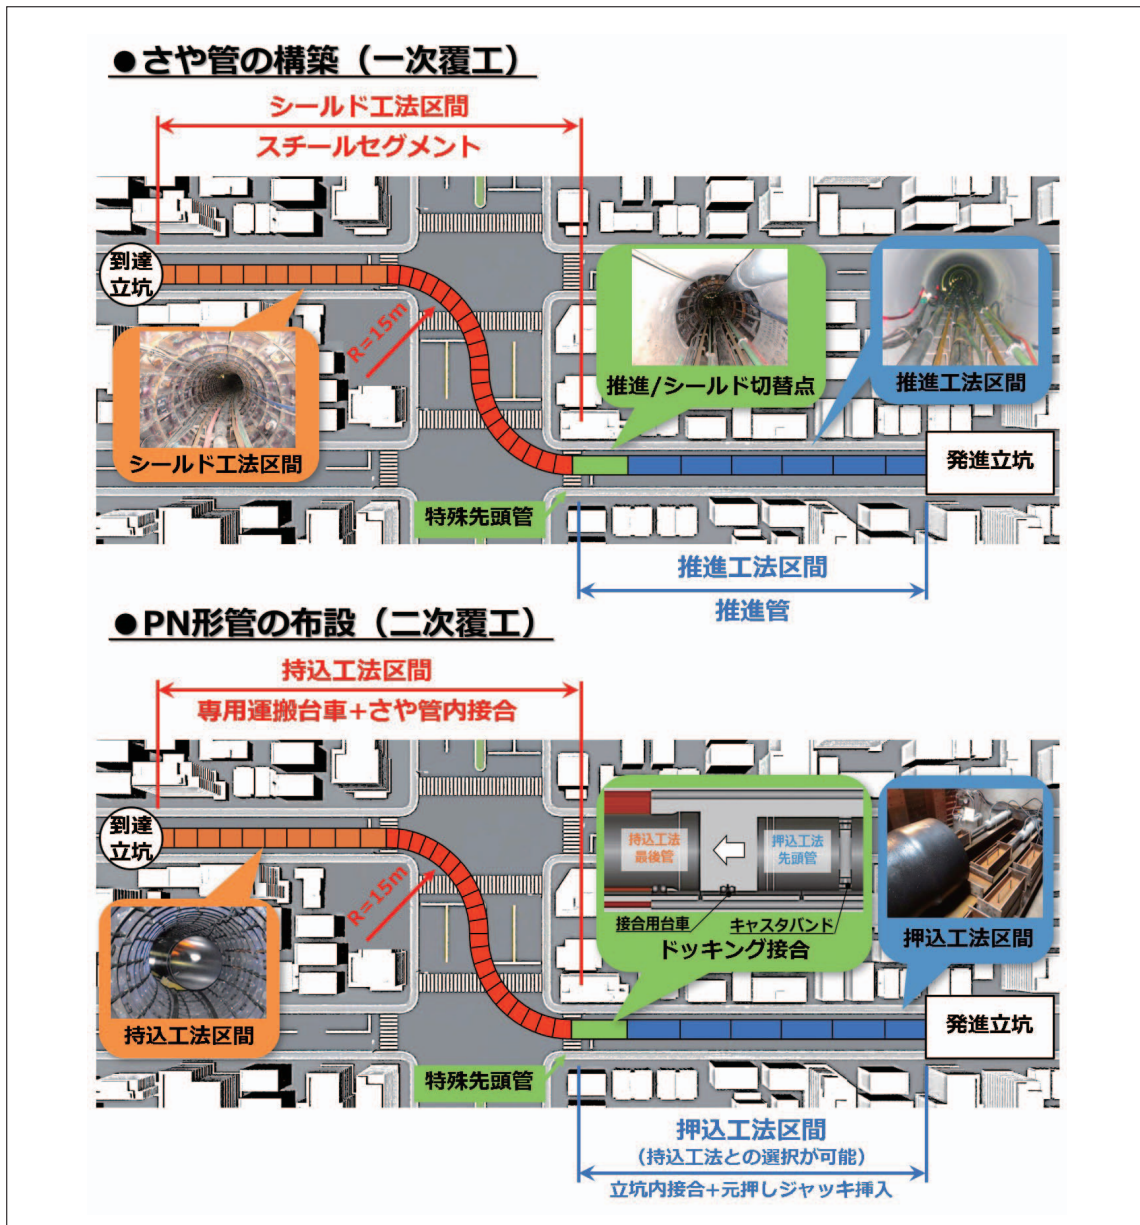 ●さや管の構築（一次覆工）
シールド工法区間
スチールセグメント
到達
立坑
R=15m
シールド工法区間
推進/シールド切替点
推進工法区間
発進立坑
特殊先頭管
推進工法区間
推進管
●PN形管の布設（二次覆工）
持込工法区間
専用運搬台車+さや管内接合
到達
立坑
R=15m
持込工法区間
持込工法
最後管
押込工法
先頭管
接合用台車
キャスタバンド
ドッキング接合
押込工法区間
発進立坑
特殊先頭管
押込工法区間
（持込工法との選択が可能）
立坑内接合+元押しジャッキ挿入